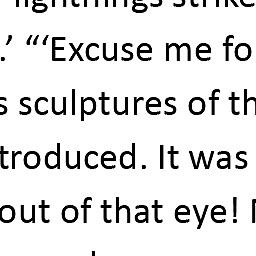 lightnings strike
.’ “‘Excuse me fo
s sculptures of th
troduced. It was
out of that eye!